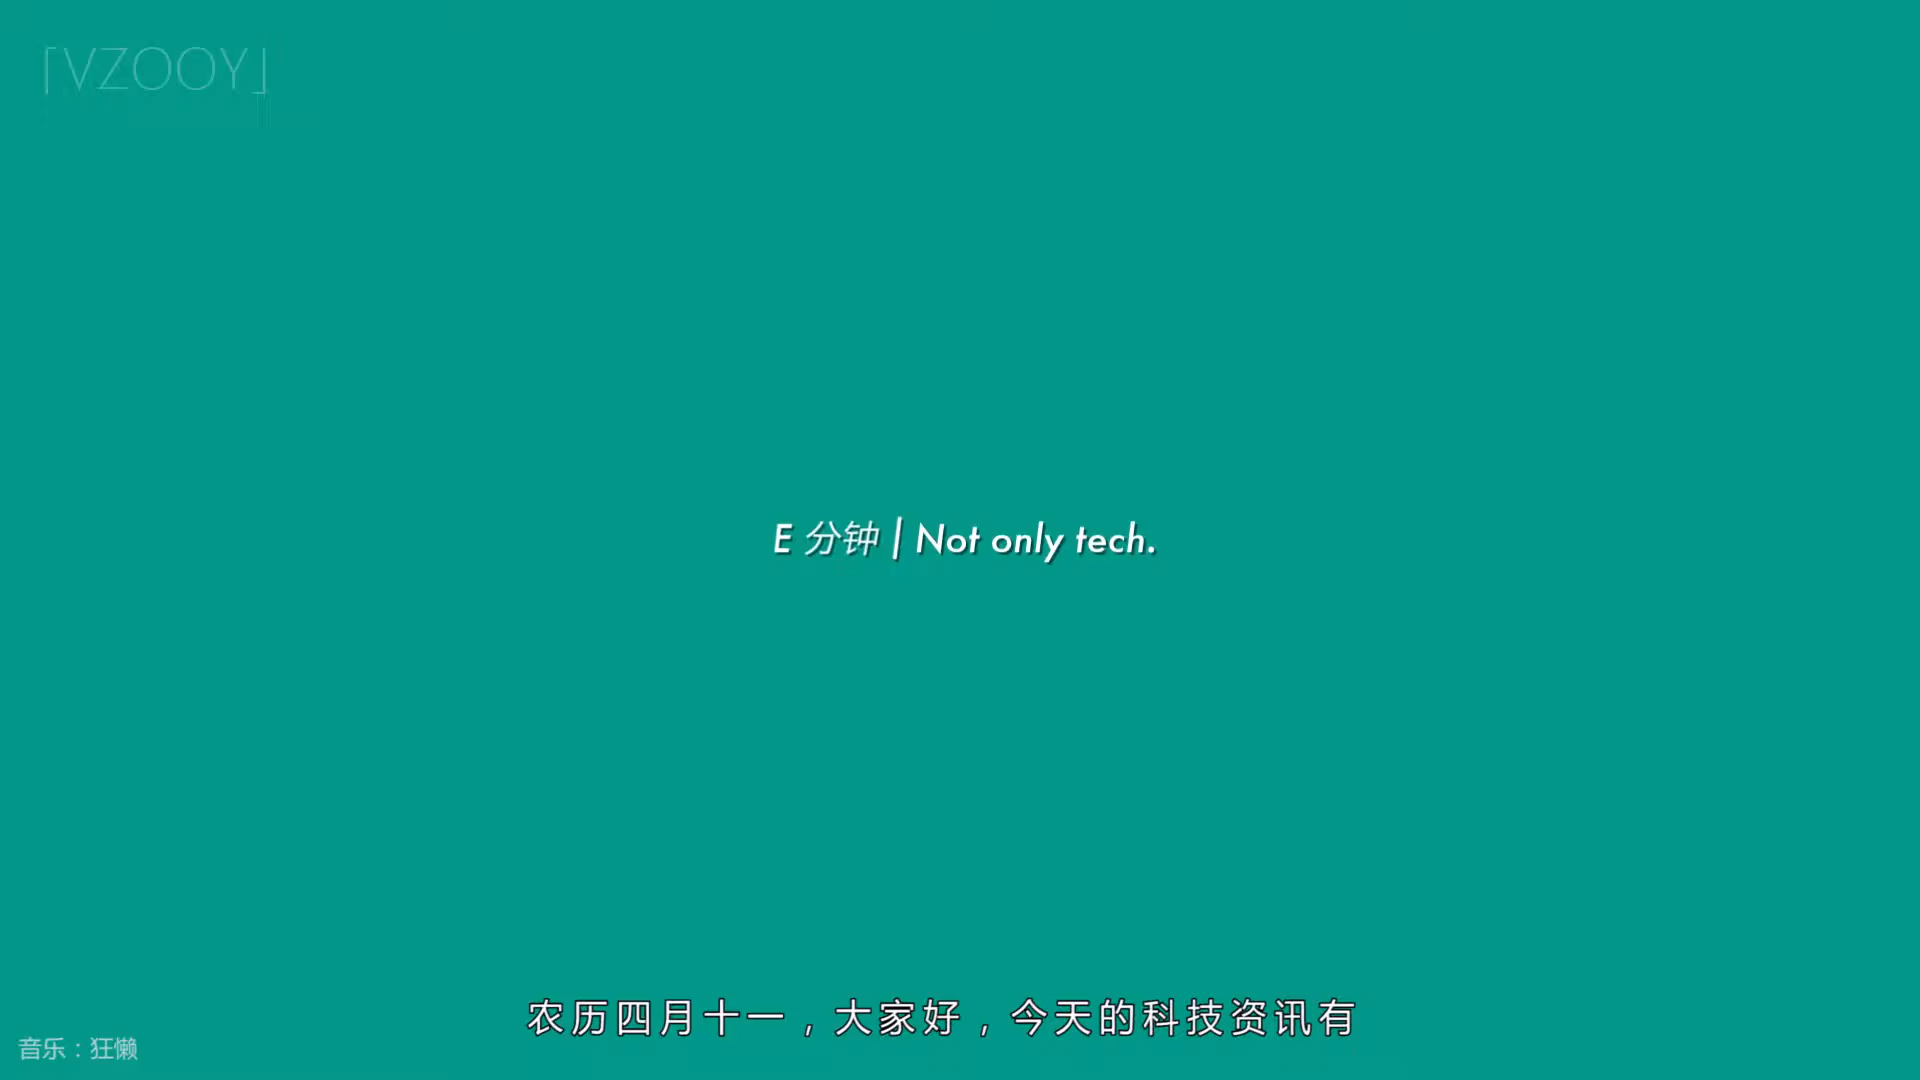 「VZOOY」
E 分钟 | Not only tech.
农历四月十一，大家好，今天的科技资讯有
音乐：狂懒